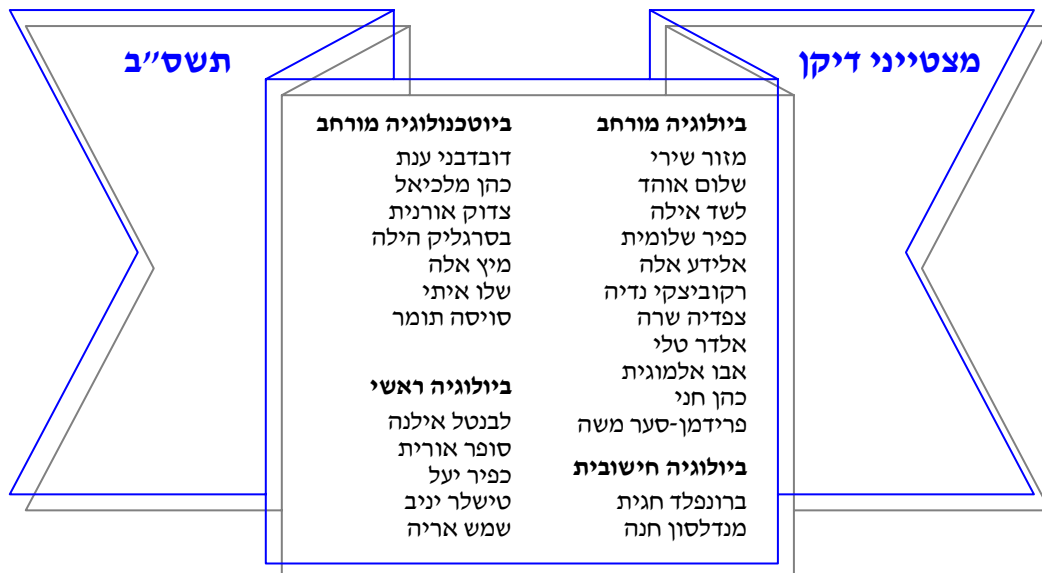 מצטייני דיקן
תשס״ב
ביולוגיה מורחב
מזור שירי
שלום אוהד
לשד אילה
כפיר שלומית
אלידע אלה
רקוביצקי נדיה
צפדיה שרה
אלדר טלי
אבו אלמוגית
כהן חני
פרידמן-סער משה
ביולוגיה חישובית
ברונפלד חגית
מנדלסון חנה
ביוטכנולוגיה מורחב
דובדבני ענת
כהן מלכיאל
צדוק אורנית
בסרגליק הילה
מיץ אלה
שלו איתי
סויסה תומר
ביולוגיה ראשי
לבנטל אילנה
סופר אורית
כפיר יעל
טישלר יניב
שמש אריה